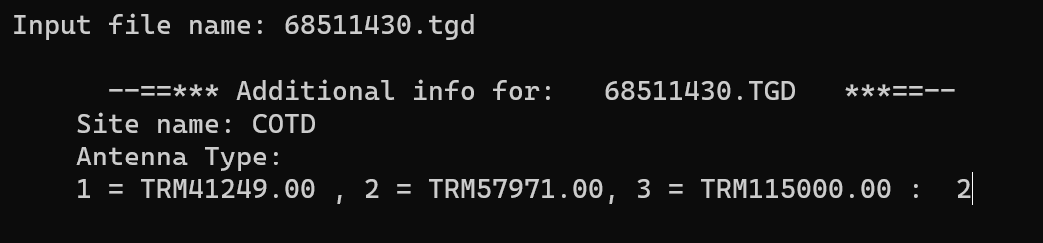 Input file name: 68511430.tgd
--==*** Additional info for:   68511430.TGD   ***==--
Site name: COTD
Antenna Type:
1 = TRM41249.00 , 2 = TRM57971.00, 3 = TRM115000.00 :  2